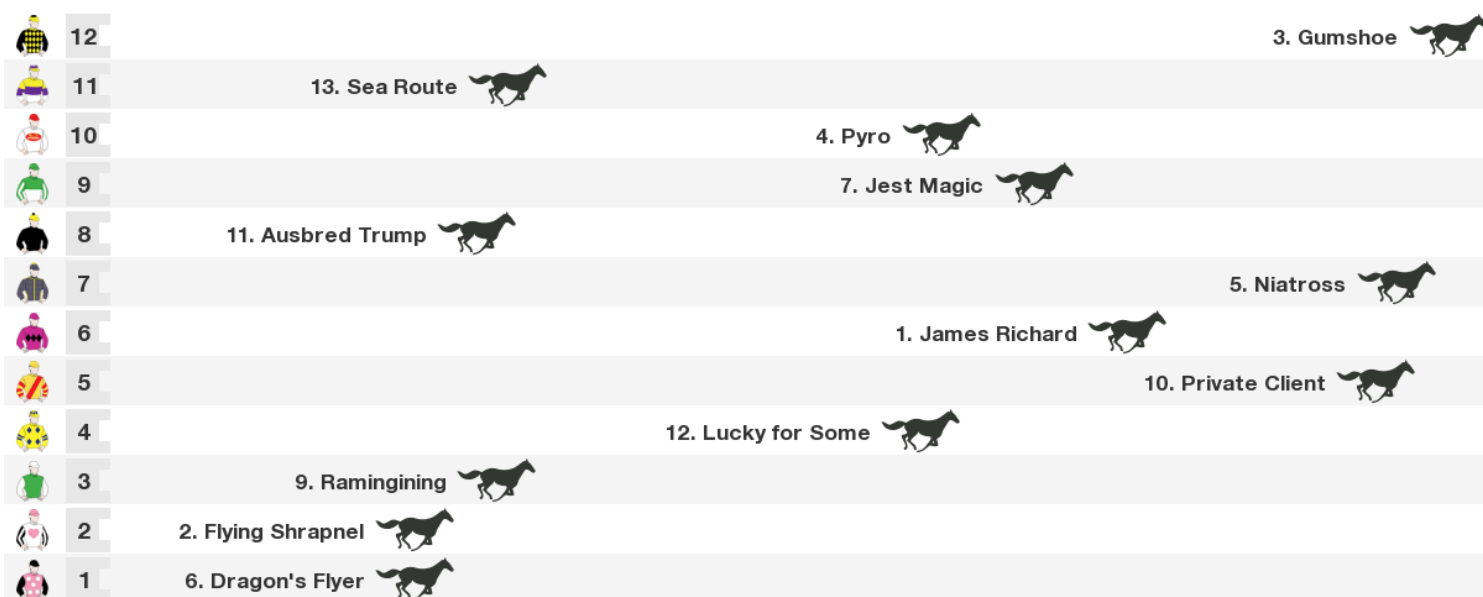 12 3. Gumshoe
11 13. Sea Route
10 4. Pyro
9 7. Jest Magic
8 11. Ausbred Trump
7 5. Niatross
6 1. James Richard
5 10. Private Client
4 12. Lucky for Some
3 9. Ramingining
2 2. Flying Shrapnel
1 6. Dragon's Flyer